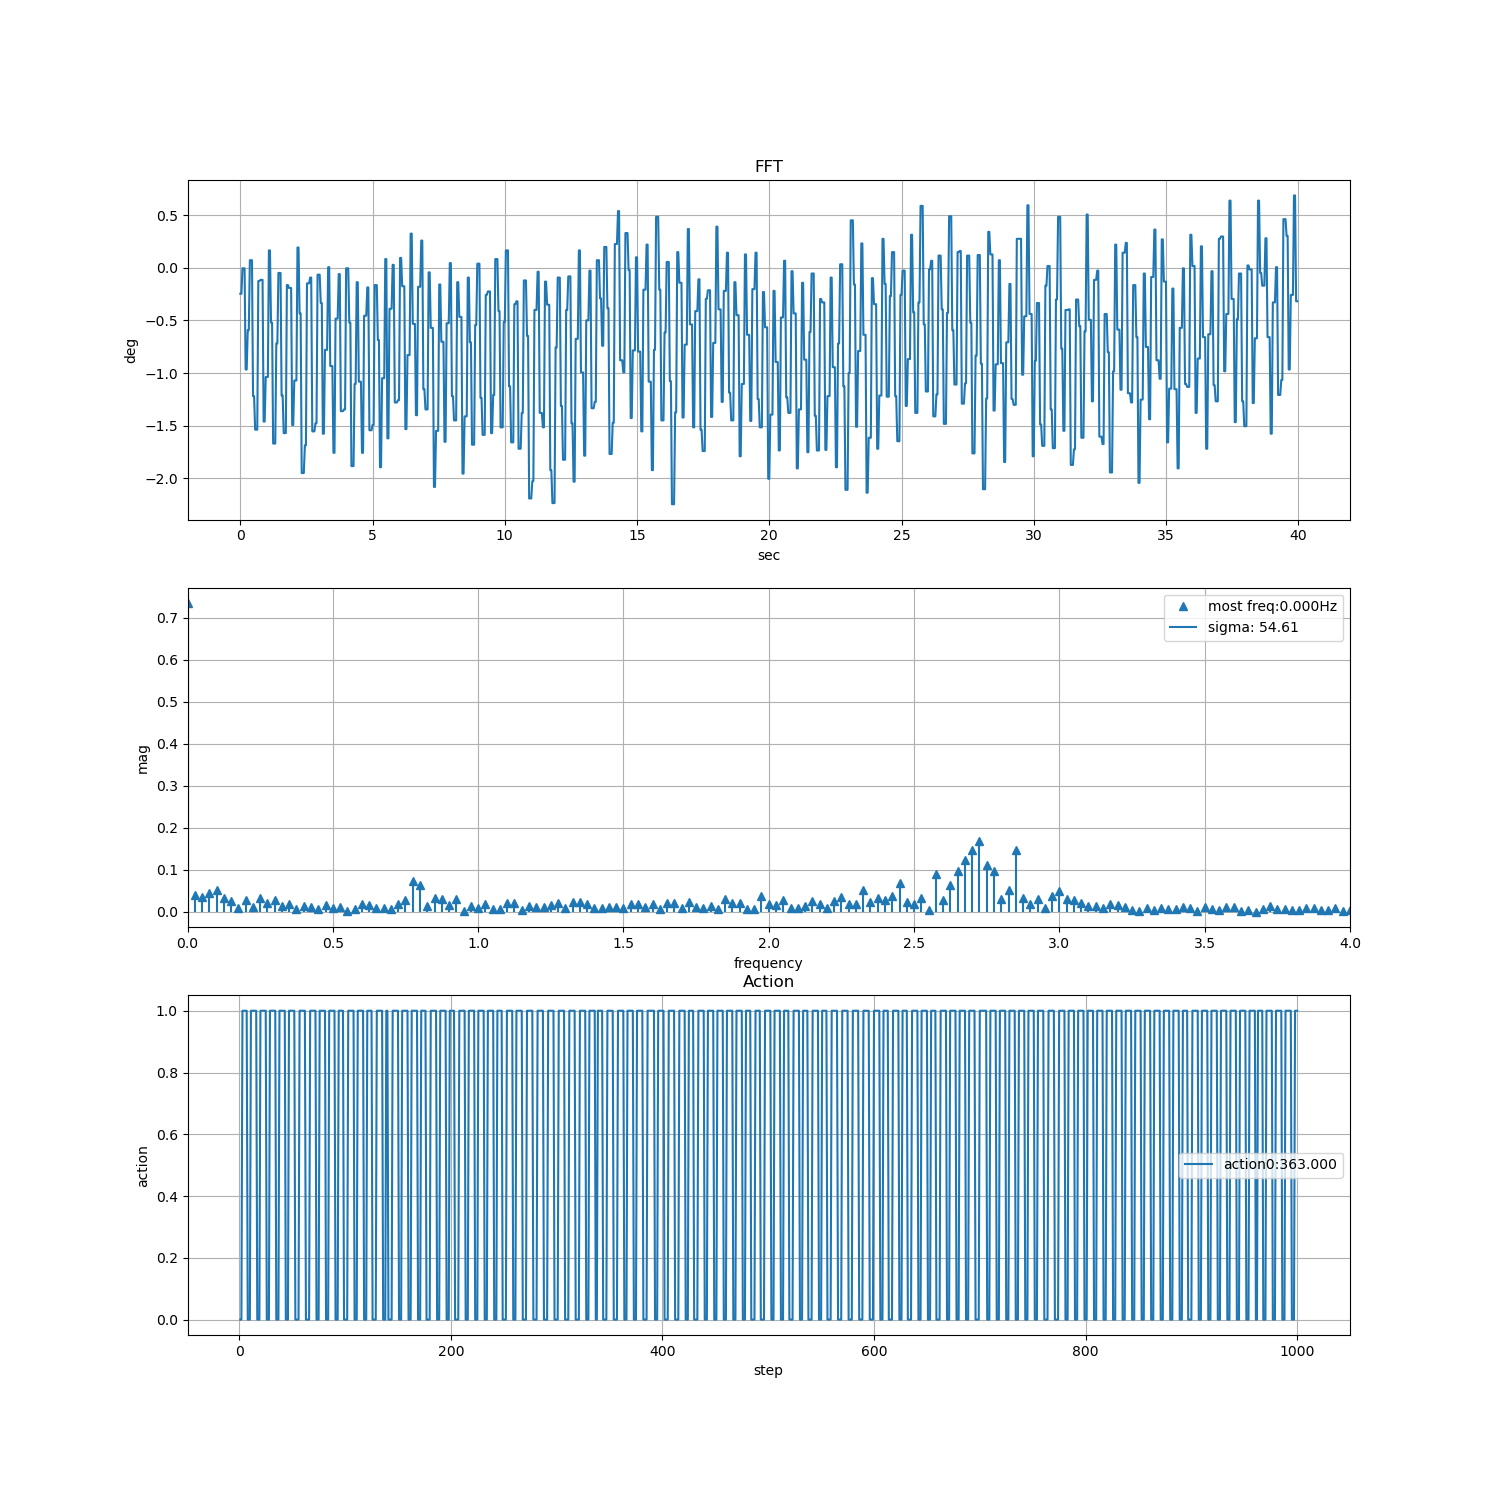 FFT
0.5
0.0
−0.5
−1.0
−1.5
−2.0
deg
0 5 10 15 20 25 30 35 40
sec
0.7
0.6
0.5
0.4
0.3
0.2
0.1
0.0
mag
most freq:0.000Hz
sigma: 54.61
0.0 0.5 1.0 1.5 2.0 2.5 3.0 3.5 4.0
frequency
Action
1.0
0.8
0.6
0.4
0.2
0.0
action
action0:363.000
0 200 400 600 800 1000
step